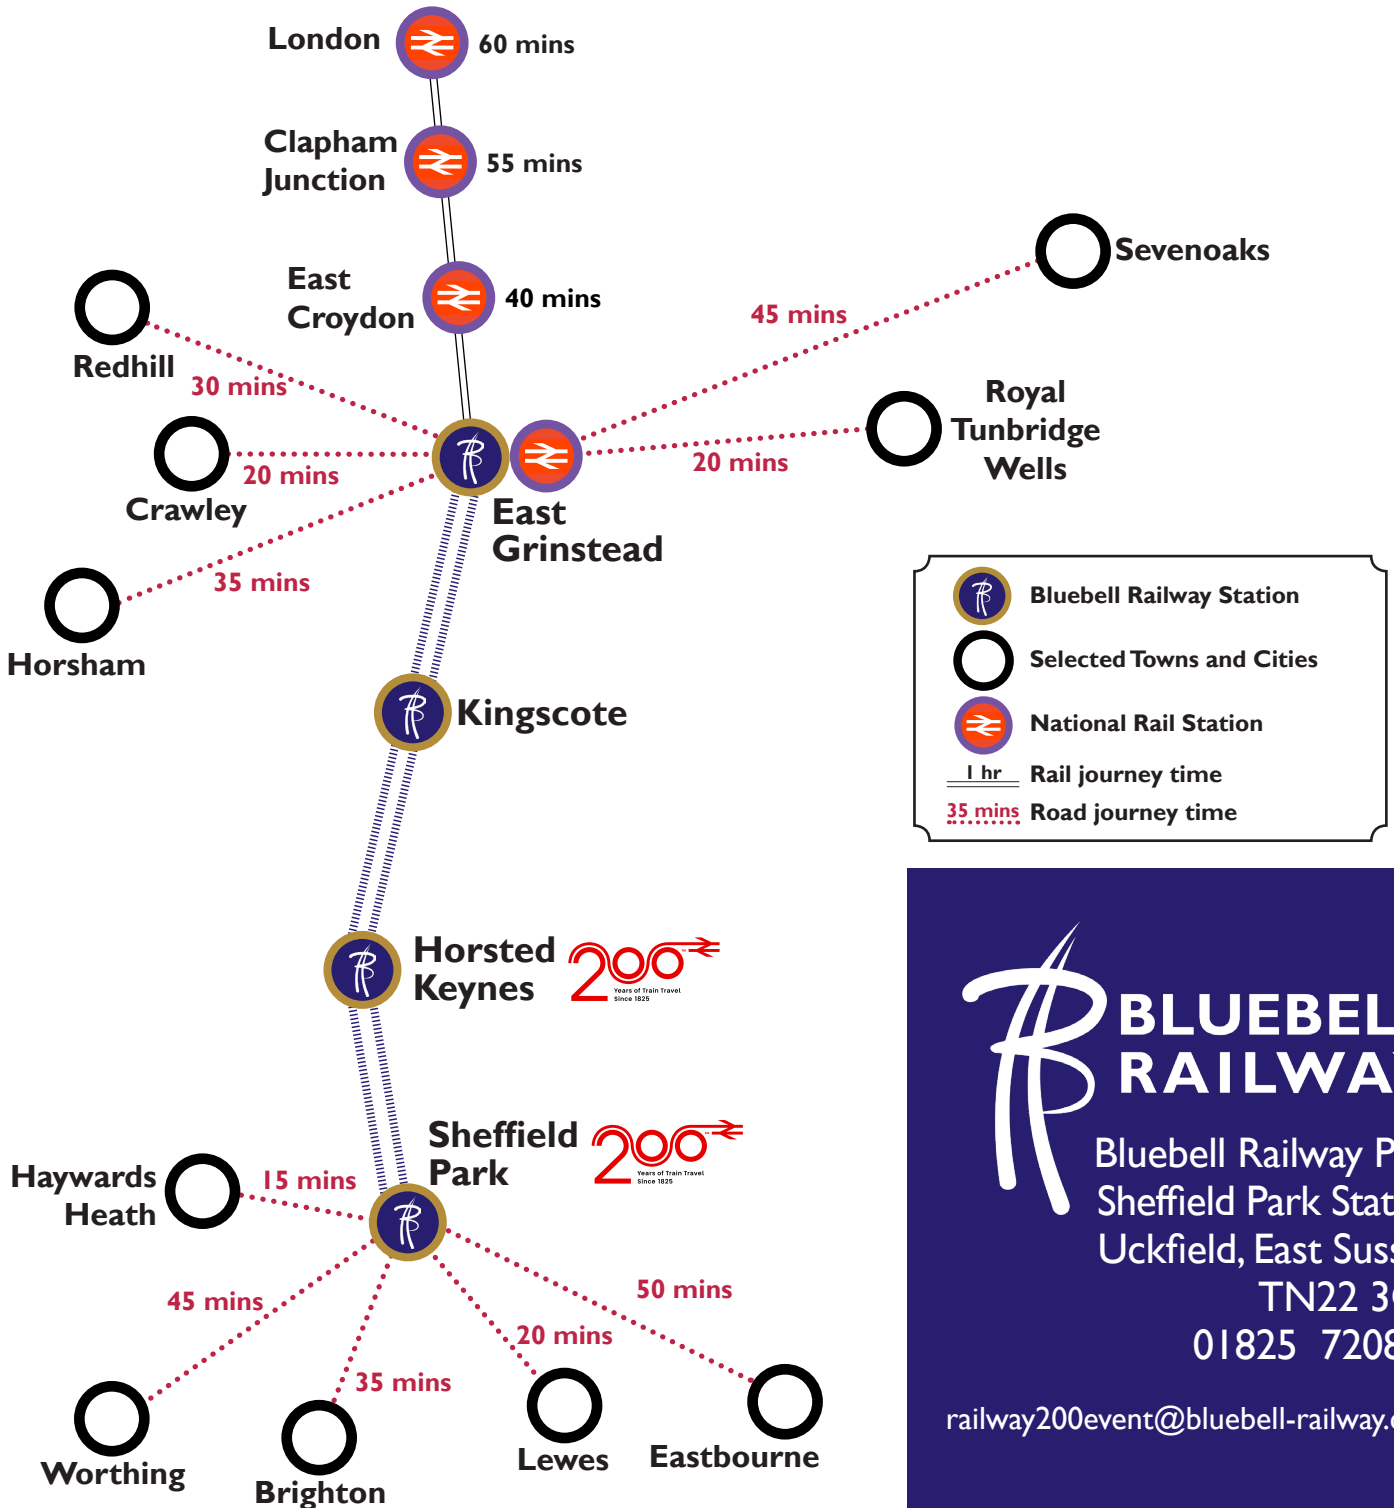 London
60 mins
Clapham
Junction
55 mins
East
Croydon
40 mins
Sevenoaks
45 mins
Redhill
30 mins
Royal
Tunbridge
Wells
20 mins
Crawley
20 mins
East
Grinstead
Horsham
35 mins
Bluebell Railway Station
Selected Towns and Cities
National Rail Station
1 hr Rail journey time
35 mins Road journey time
Kingscote
Horsted
Keynes
200
Years of Train Travel
Since 1825
Sheffield
Park
200
Years of Train Travel
Since 1825
Haywards
Heath
15 mins
45 mins
Worthing
35 mins
Brighton
20 mins
Lewes
50 mins
Eastbourne
BLUEBEL
RAILWAY
Bluebell Railway P
Sheffield Park Stat
Uckfield, East Suss
TN22 3
01825 7208
railway200event@bluebell-railway.